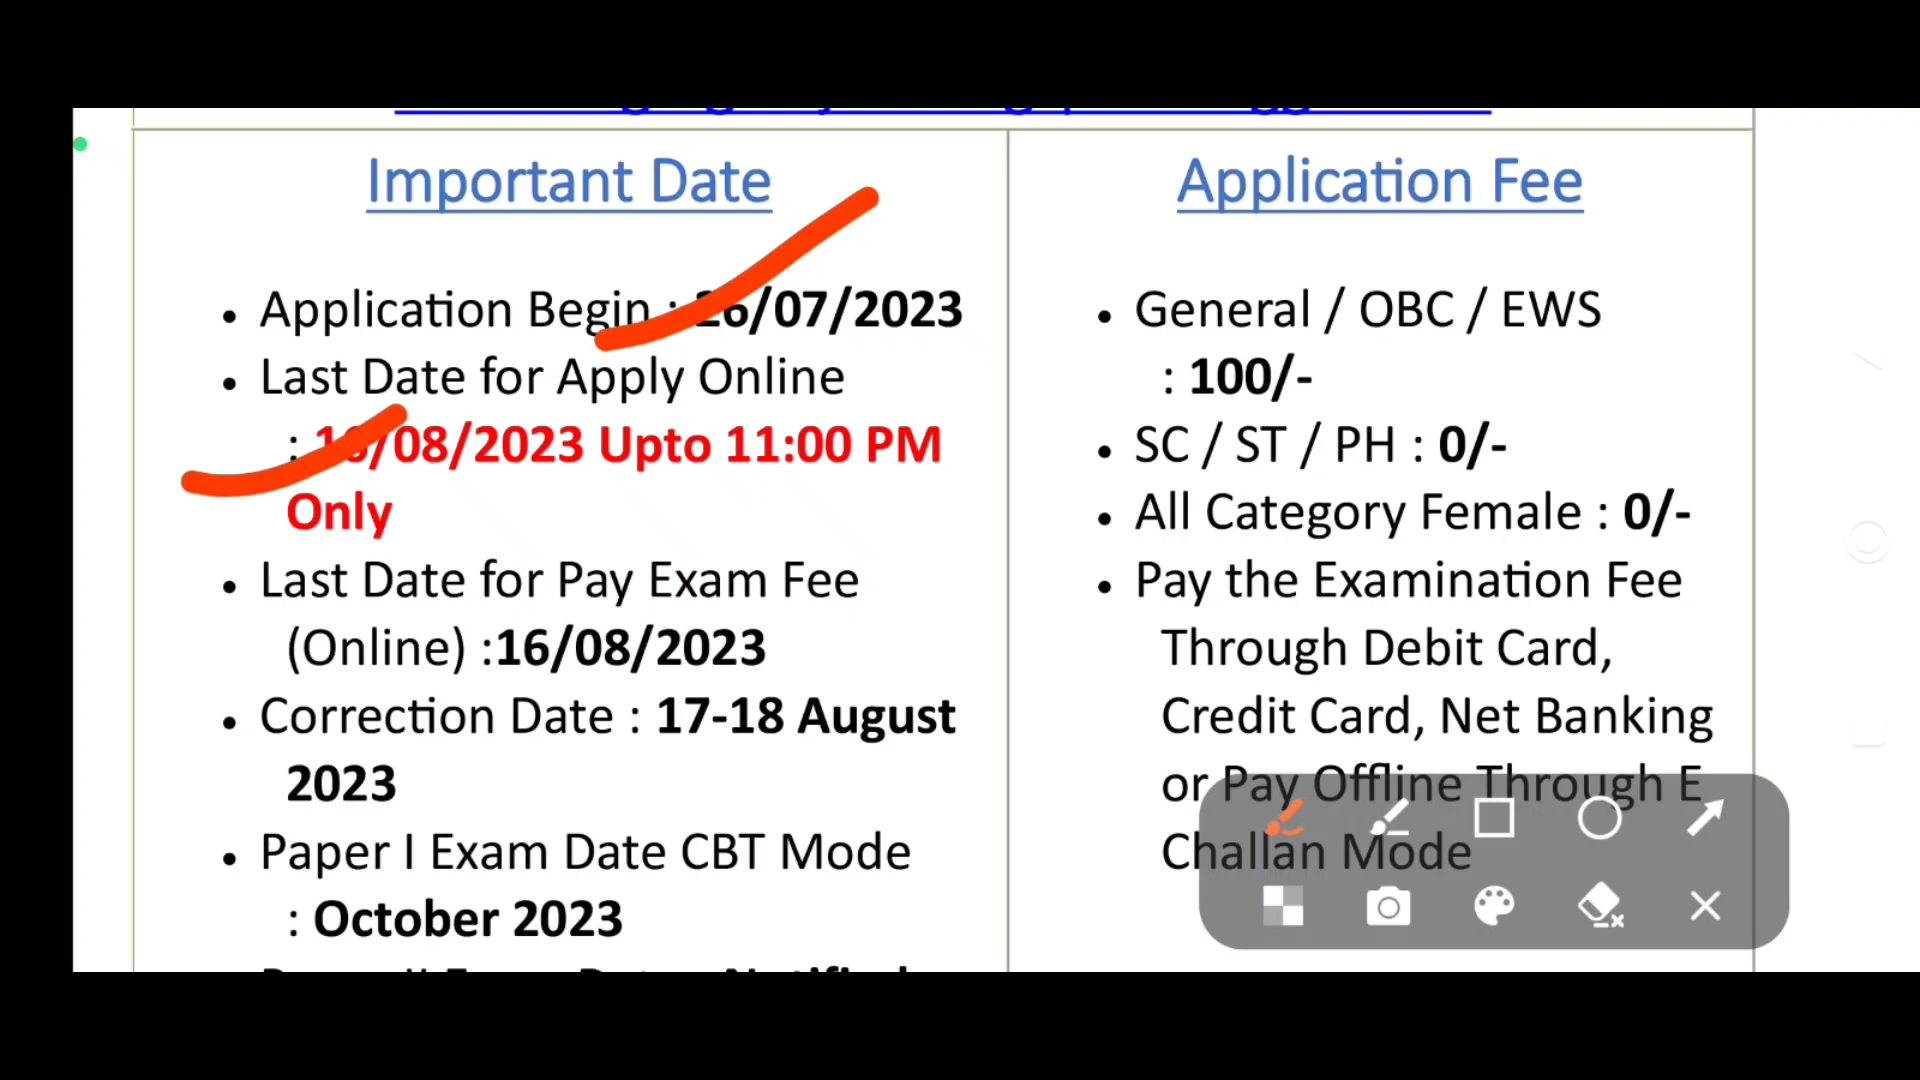 Important Date
Application Begin : 26/07/2023
Last Date for Apply Online
: 16/08/2023 Upto 11:00 PM
Only
Last Date for Pay Exam Fee
(Online) :16/08/2023
Correction Date : 17-18 August
2023
Paper I Exam Date CBT Mode
: October 2023
Application Fee
General / OBC / EWS
: 100/-
SC / ST / PH : 0/-
All Category Female : 0/-
Pay the Examination Fee
Through Debit Card,
Credit Card, Net Banking
or Pay Offline Through E
Challan Mode